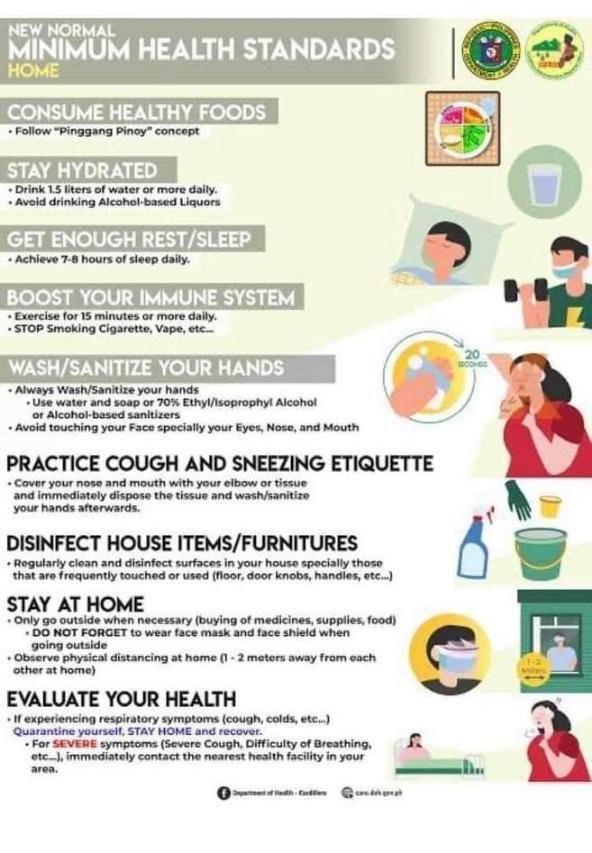 NEW NORMAL
MINIMUM HEALTH STANDARDS
HOME
CONSUME HEALTHY FOODS
• Follow "Pinggang Pinoy" concept
STAY HYDRATED
• Drink 1.5 liters of water or more daily.
• Avoid drinking Alcohol-based Liquors
GET ENOUGH REST/SLEEP
• Achieve 7-8 hours of sleep daily.
BOOST YOUR IMMUNE SYSTEM
• Exercise for 15 minutes or more daily.
• STOP Smoking Cigarette, Vape, etc...
WASH/SANITIZE YOUR HANDS
20
SECONDS
• Always Wash/Sanitize your hands
• Use water and soap or 70% Ethyl/Isoprophyl Alcohol
or Alcohol-based sanitizers
• Avoid touching your Face specially your Eyes, Nose, and Mouth
PRACTICE COUGH AND SNEEZING ETIQUETTE
• Cover your nose and mouth with your elbow or tissue
and immediately dispose the tissue and wash/sanitize
your hands afterwards.
DISINFECT HOUSE ITEMS/FURNITURES
• Regularly clean and disinfect surfaces in your house specially those
that are frequently touched or used (floor, door knobs, handles, etc...)
STAY AT HOME
• Only go outside when necessary (buying of medicines, supplies, food)
• DO NOT FORGET to wear face mask and face shield when
going outside
• Observe physical distancing at home (1 - 2 meters away from each
other at home)
1 - 2
Meters
EVALUATE YOUR HEALTH
• If experiencing respiratory symptoms (cough, colds, etc...)
Quarantine yourself, STAY HOME and recover.
• For SEVERE symptoms (Severe Cough, Difficulty of Breathing,
etc...), immediately contact the nearest health facility in your
area.
Department of Health - Cordillera
caro.doh.gov.ph